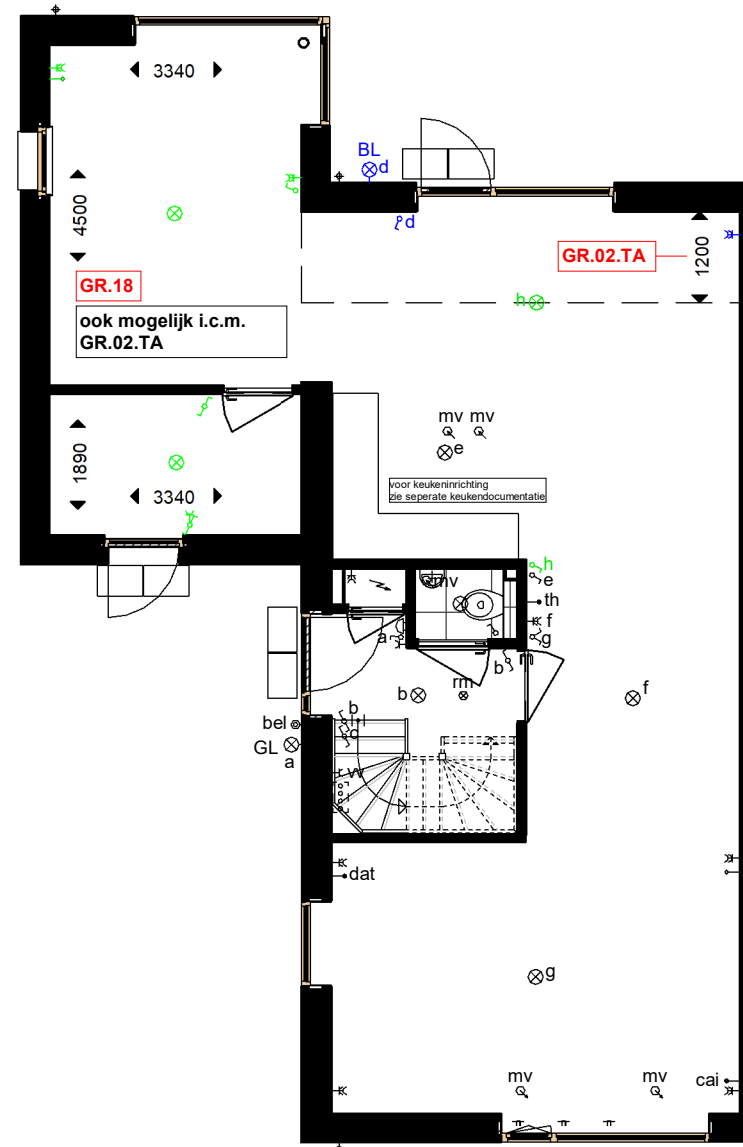 3340
BL
d
4500
d
GR.18
GR.02.TA
1200
ook mogelijk i.c.m.
GR.02.TA
h
mv mv
e
1890
3340
voor keukeninrichting
zie seperate keukendocumentatie
h
mv
e
th
f
a
g
b
b
rm
f
b
bel
c
GL
a
W
dat
g
mv
mv
cai